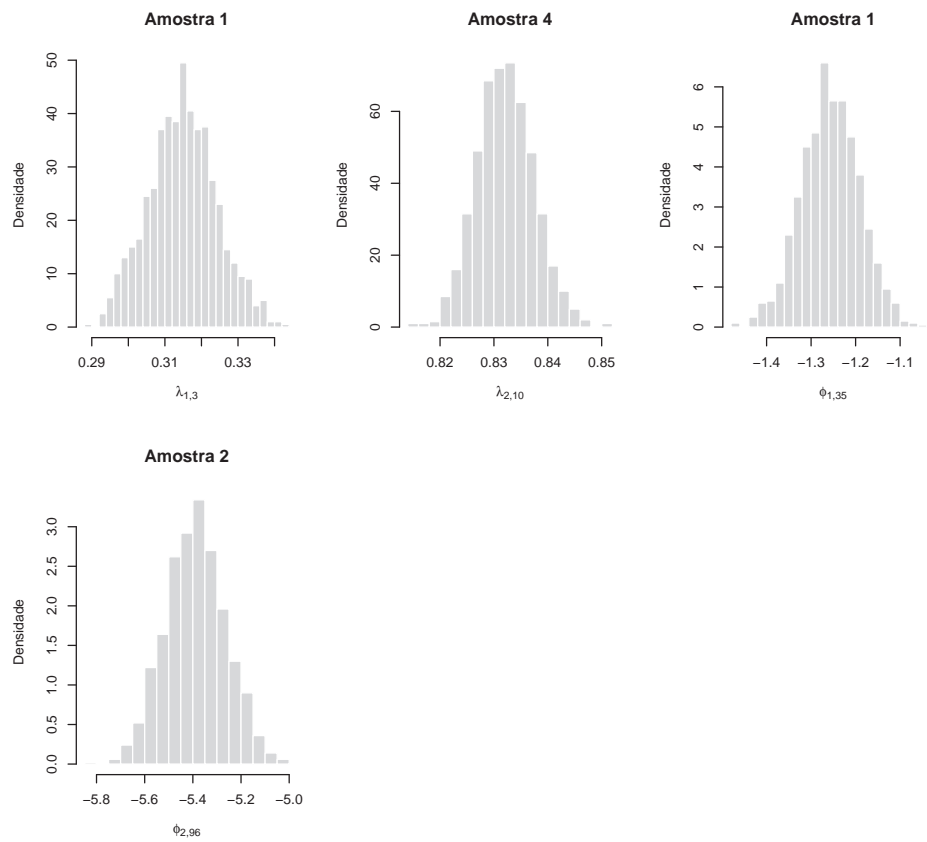 Amostra 1
Densidade
50
40
30
20
10
0
0.29 0.31 0.33
λ1,3
Amostra 4
Densidade
60
40
20
0
0.82 0.83 0.84 0.85
λ2,10
Amostra 1
Densidade
6
5
4
3
2
1
0
−1.4 −1.3 −1.2 −1.1
ϕ1,35
Amostra 2
Densidade
3.0
2.5
2.0
1.5
1.0
0.5
0.0
−5.8 −5.6 −5.4 −5.2 −5.0
ϕ2,96